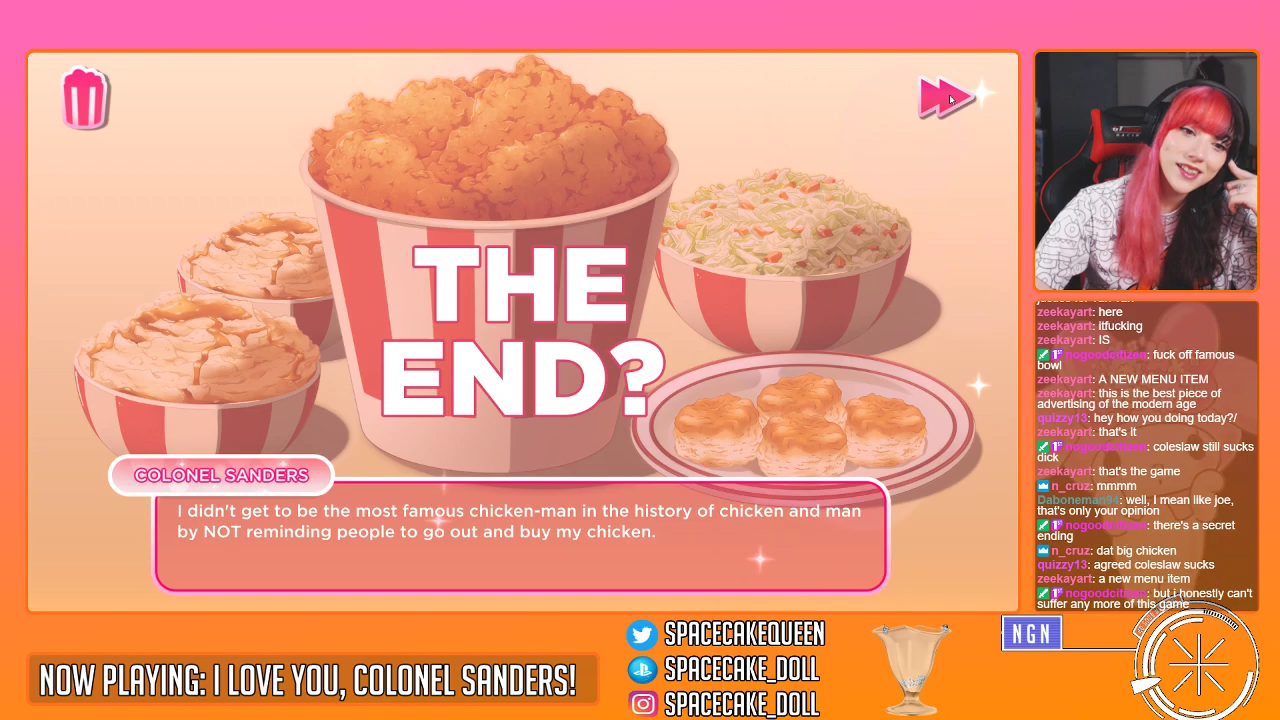 THE
END?
COLONEL SANDERS
I didn't get to be the most famous chicken-man in the history of chicken and man
by NOT reminding people to go out and buy my chicken.
zeekayart: here
zeekayart: itfucking
zeekayart: IS
nogoodcitizen: fuck off famous
bowl
zeekayart: A NEW MENU ITEM
zeekayart: this is the best piece of
advertising of the modern age
quizzy13: hey how you doing today?/
zeekayart: that's it
nogoodcitizen: coleslaw still sucks
dick
zeekayart: that's the game
n_cruz: mmmm
Daboneman94: well, I mean like joe,
that's only your opinion
nogoodcitizen: there's a secret
ending
n_cruz: dat big chicken
quizzy13: agreed coleslaw sucks
zeekayart: a new menu item
nogoodcitizen: but i honestly can't
suffer any more of this game
NOW PLAYING: I LOVE YOU, COLONEL SANDERS!
SPACECAKEQUEEN
SPACECAKE_DOLL
SPACECAKE_DOLL
NGN